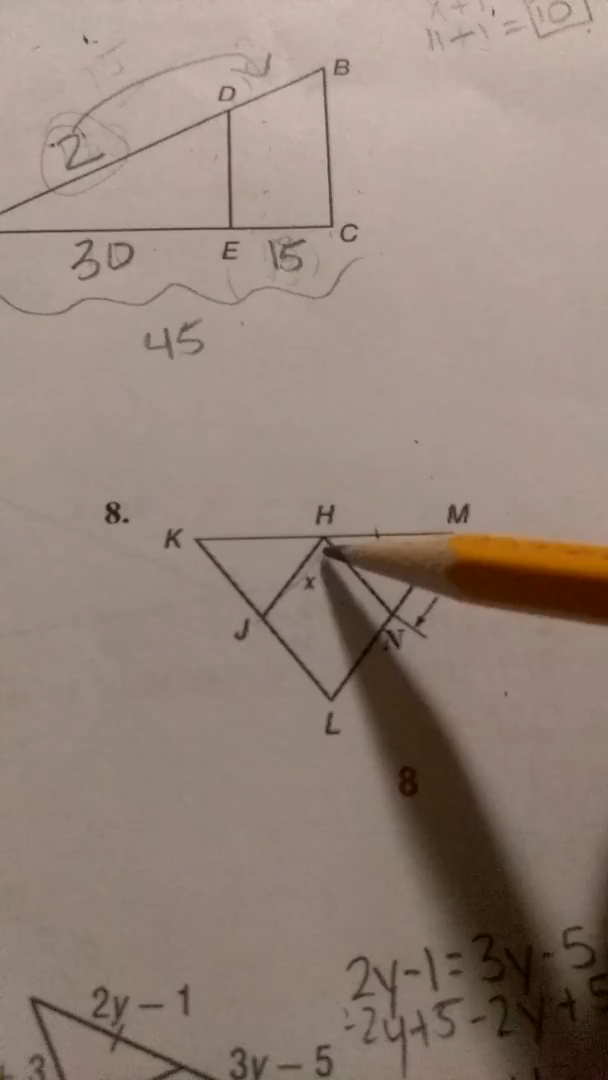 x+1
11+1 = 10
B
D
2
E
C
30
15
45
8.
K
H
M
x
J
N
L
8
2y-1=3y-5
-2y+5-2y+5
2y – 1
3
3y – 5